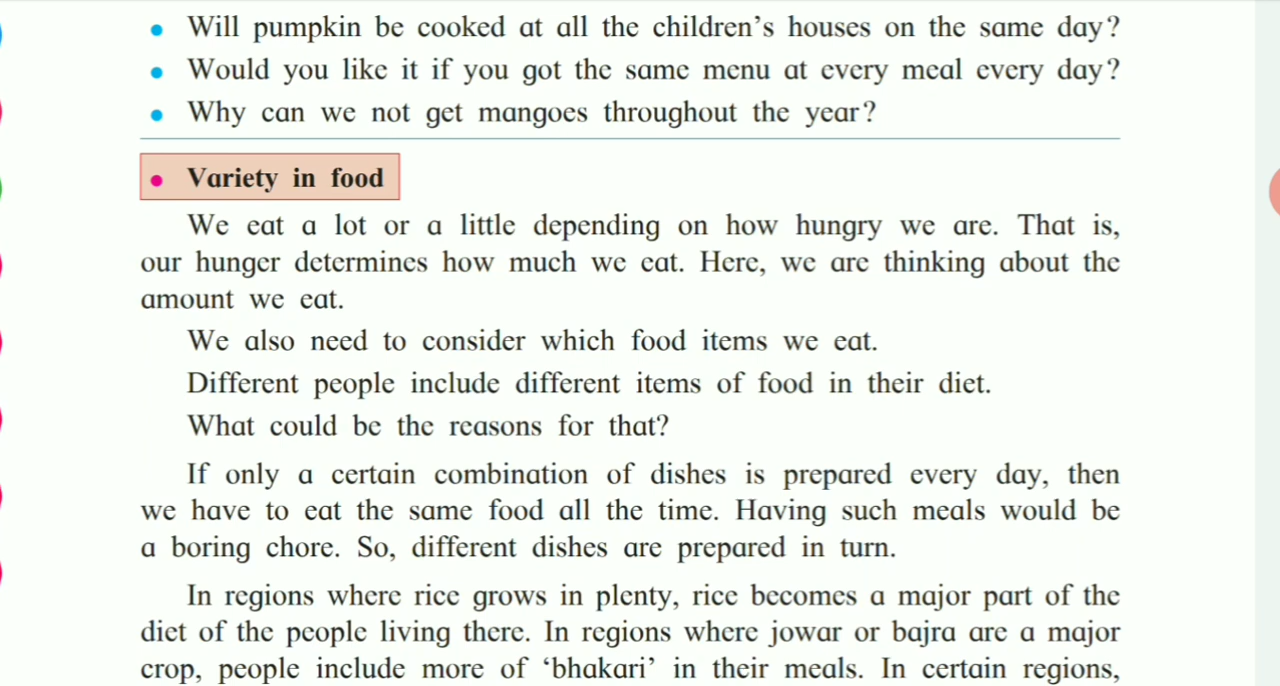 • Will pumpkin be cooked at all the children's houses on the same day?
• Would you like it if you got the same menu at every meal every day?
• Why can we not get mangoes throughout the year?
• Variety in food
We eat a lot or a little depending on how hungry we are. That is,
our hunger determines how much we eat. Here, we are thinking about the
amount we eat.
We also need to consider which food items we eat.
Different people include different items of food in their diet.
What could be the reasons for that?
If only a certain combination of dishes is prepared every day, then
we have to eat the same food all the time. Having such meals would be
a boring chore. So, different dishes are prepared in turn.
In regions where rice grows in plenty, rice becomes a major part of the
diet of the people living there. In regions where jowar or bajra are a major
crop, people include more of ‘bhakari’ in their meals. In certain regions,